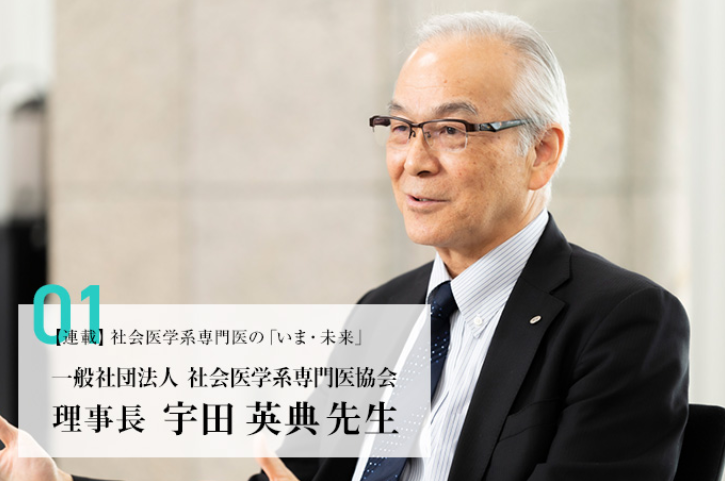 01
【連載】社会医学系専門医の「いま・未来」
一般社団法人 社会医学系専門医協会
理事長 宇田 英典 先生